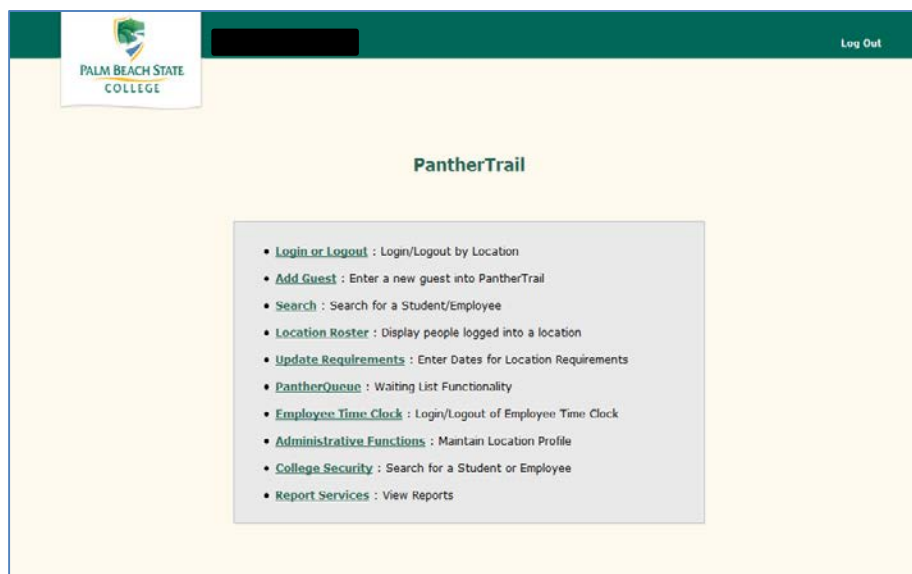 PALM BEACH STATE
COLLEGE
Log Out
PantherTrail
• Login or Logout : Login/Logout by Location
• Add Guest : Enter a new guest into PantherTrail
• Search : Search for a Student/Employee
• Location Roster : Display people logged into a location
• Update Requirements : Enter Dates for Location Requirements
• PantherQueue : Waiting List Functionality
• Employee Time Clock : Login/Logout of Employee Time Clock
• Administrative Functions : Maintain Location Profile
• College Security : Search for a Student or Employee
• Report Services : View Reports